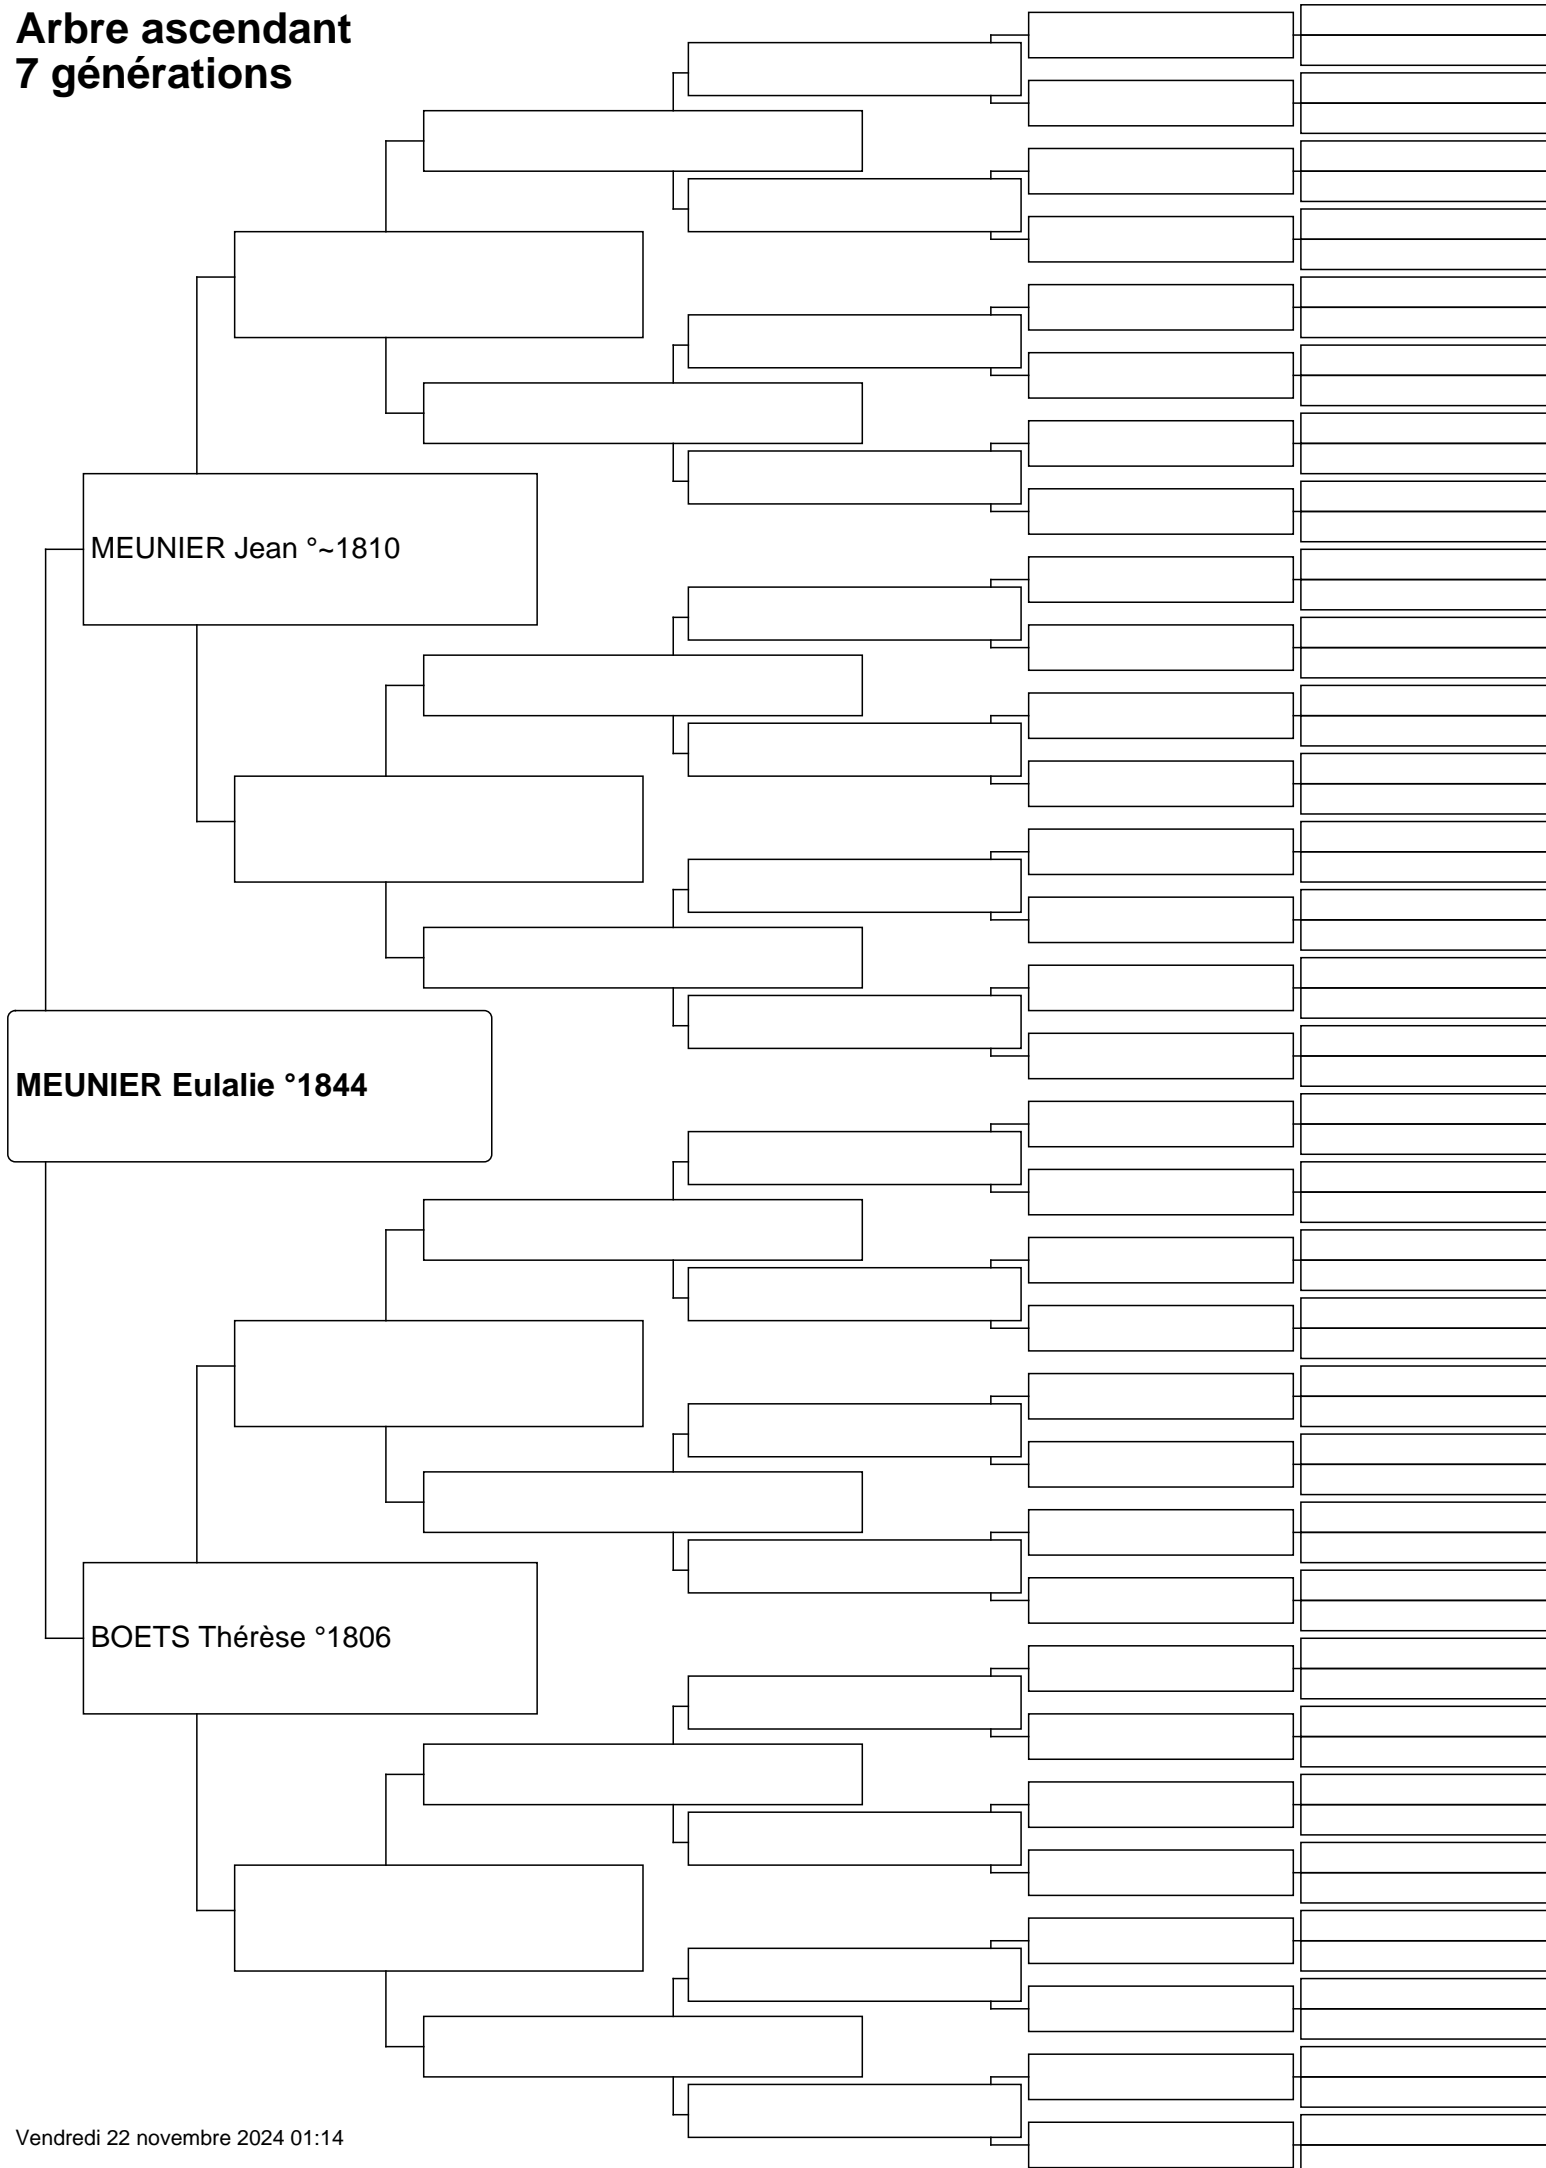 Arbre ascendant
7 générations
MEUNIER Jean °~1810
MEUNIER Eulalie °1844
BOETS Thérèse °1806
Vendredi 22 novembre 2024 01:14